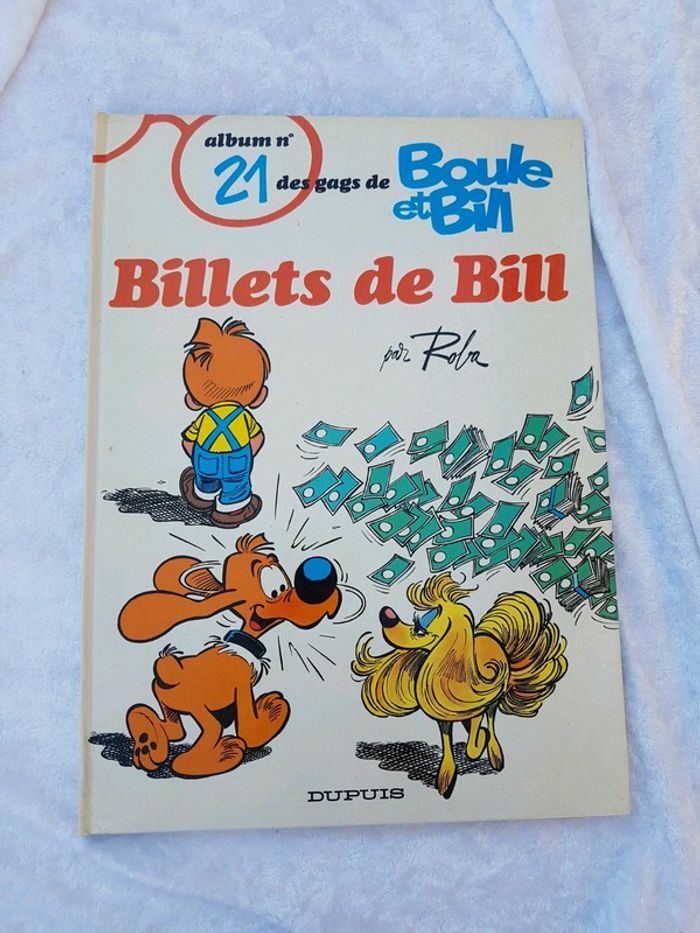 album n°
21 des gags de Boule
et Bill
Billets de Bill
par Roba
DUPUIS